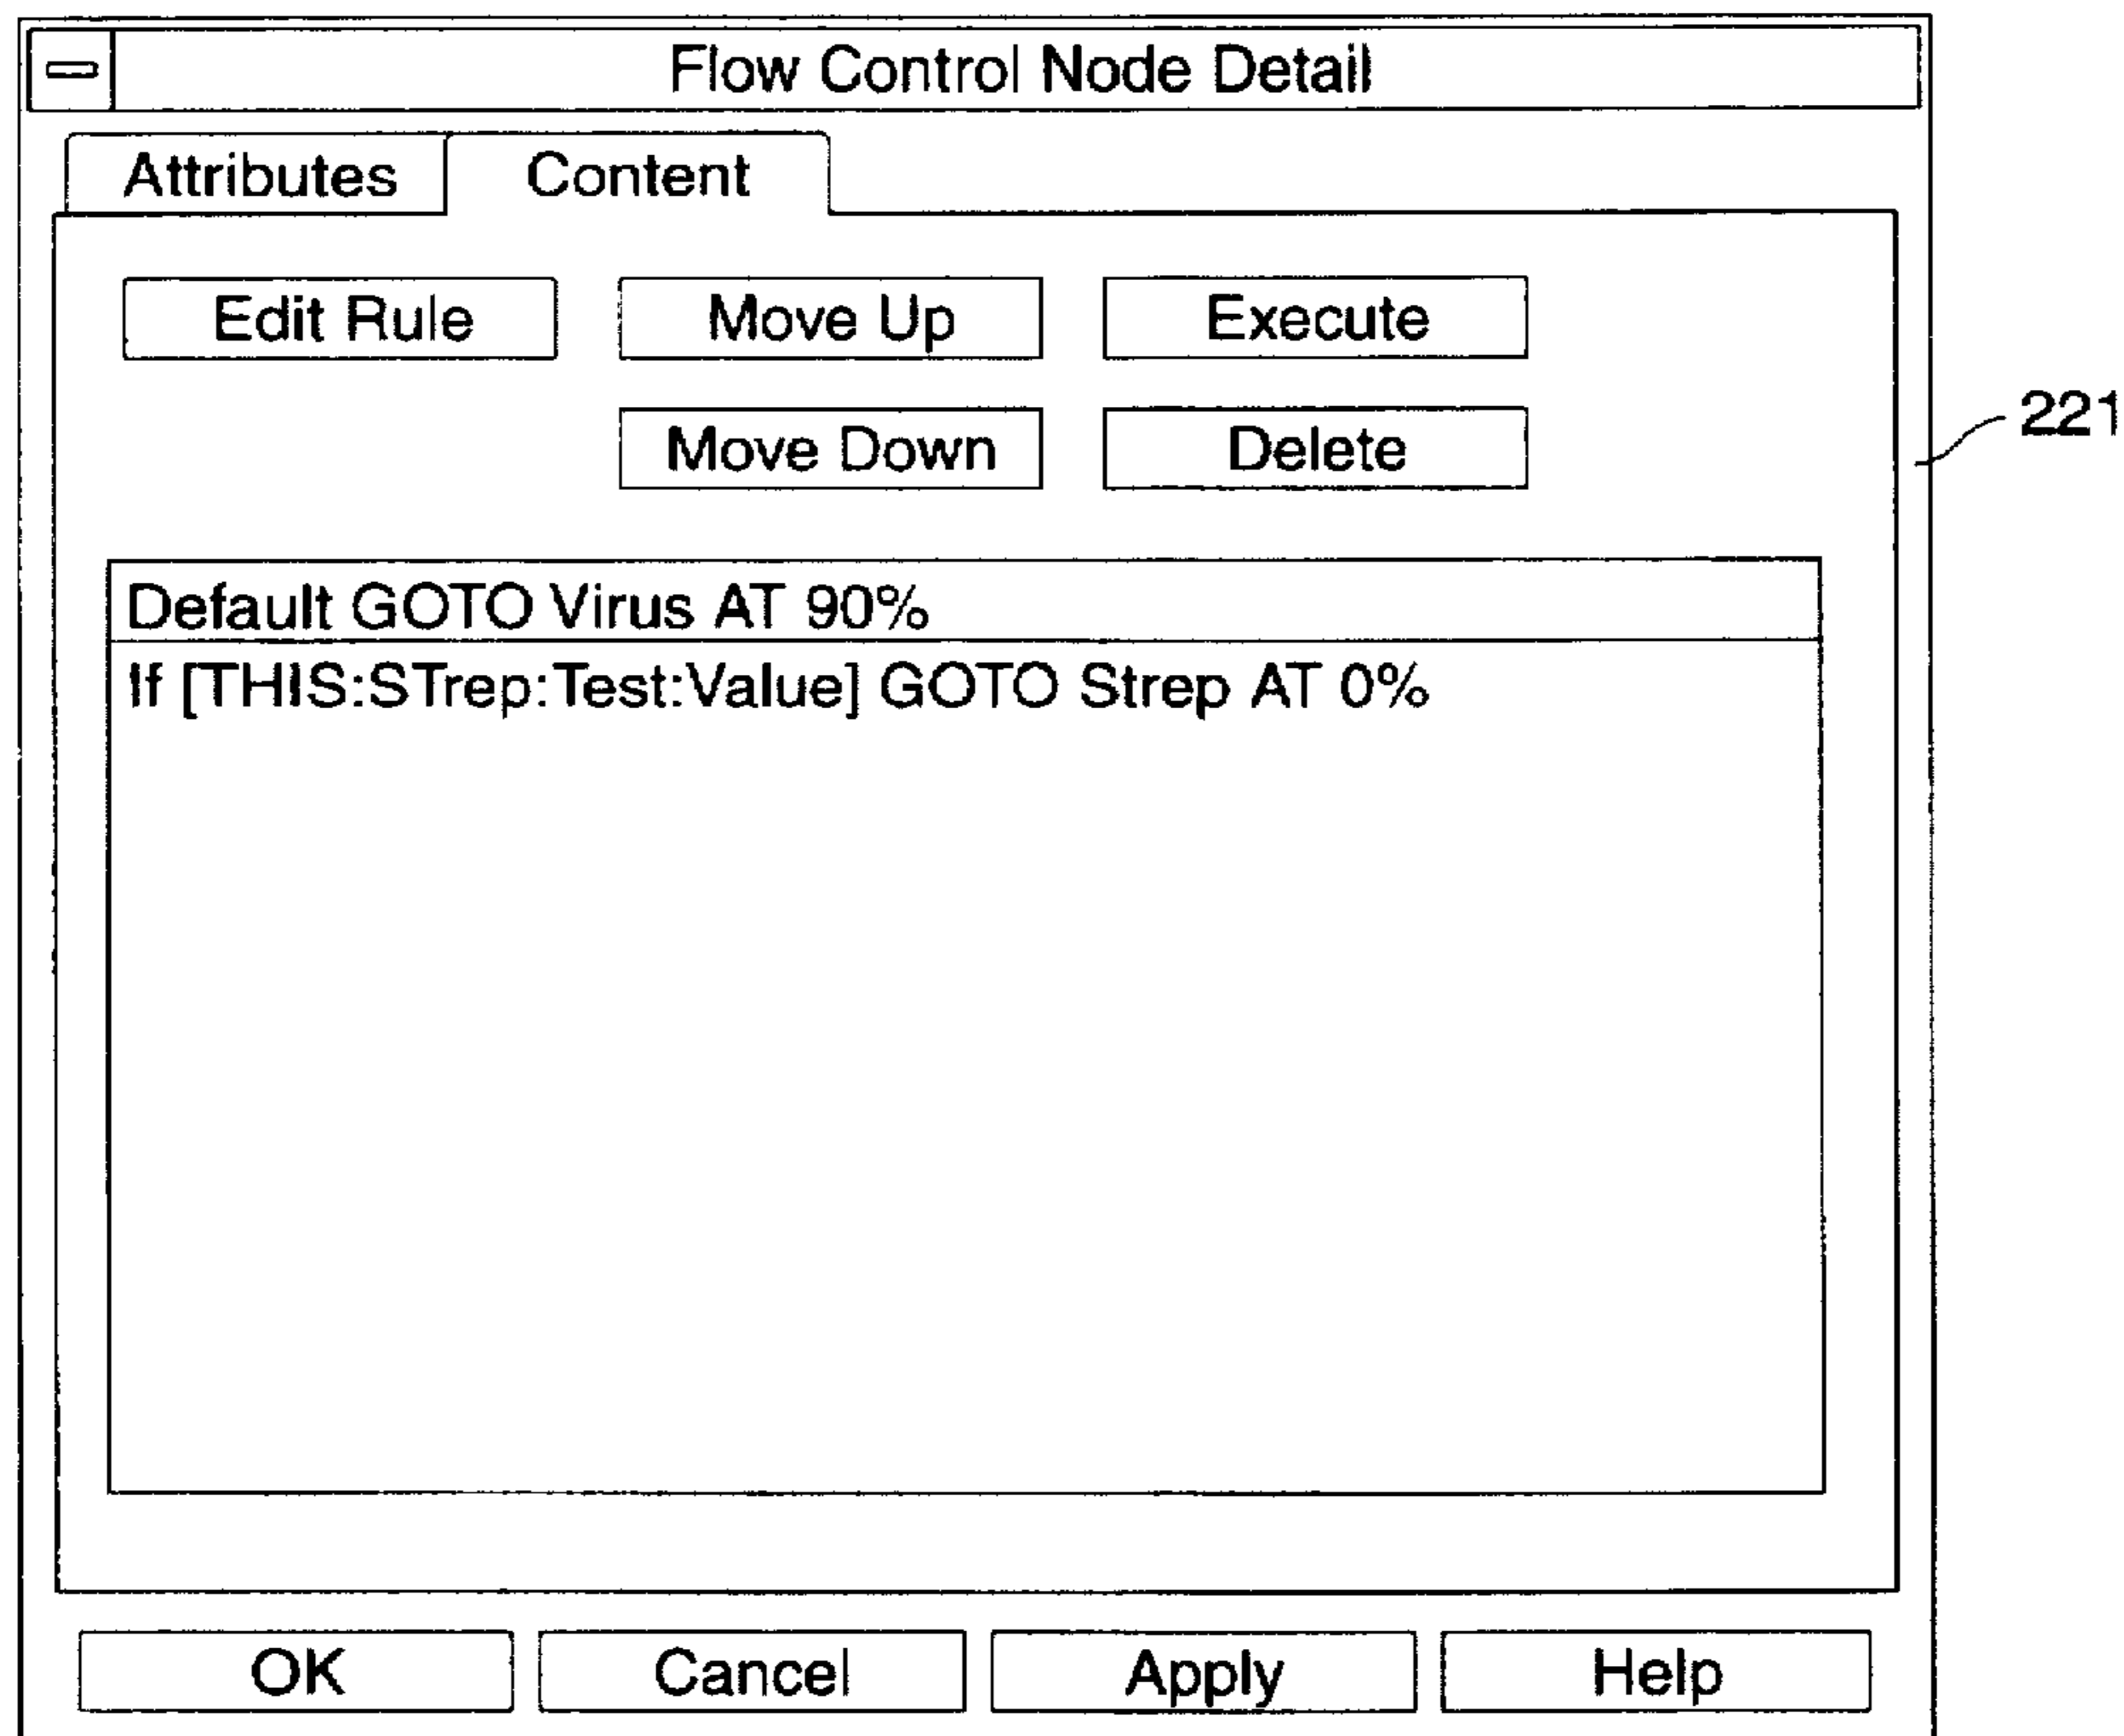 Flow Control Node Detail
Attributes Content
Edit Rule Move Up Execute
221
Move Down Delete
Default GOTO Virus AT 90%
If [THIS:STrep:Test:Value] GOTO Strep AT 0%
OK Cancel Apply Help